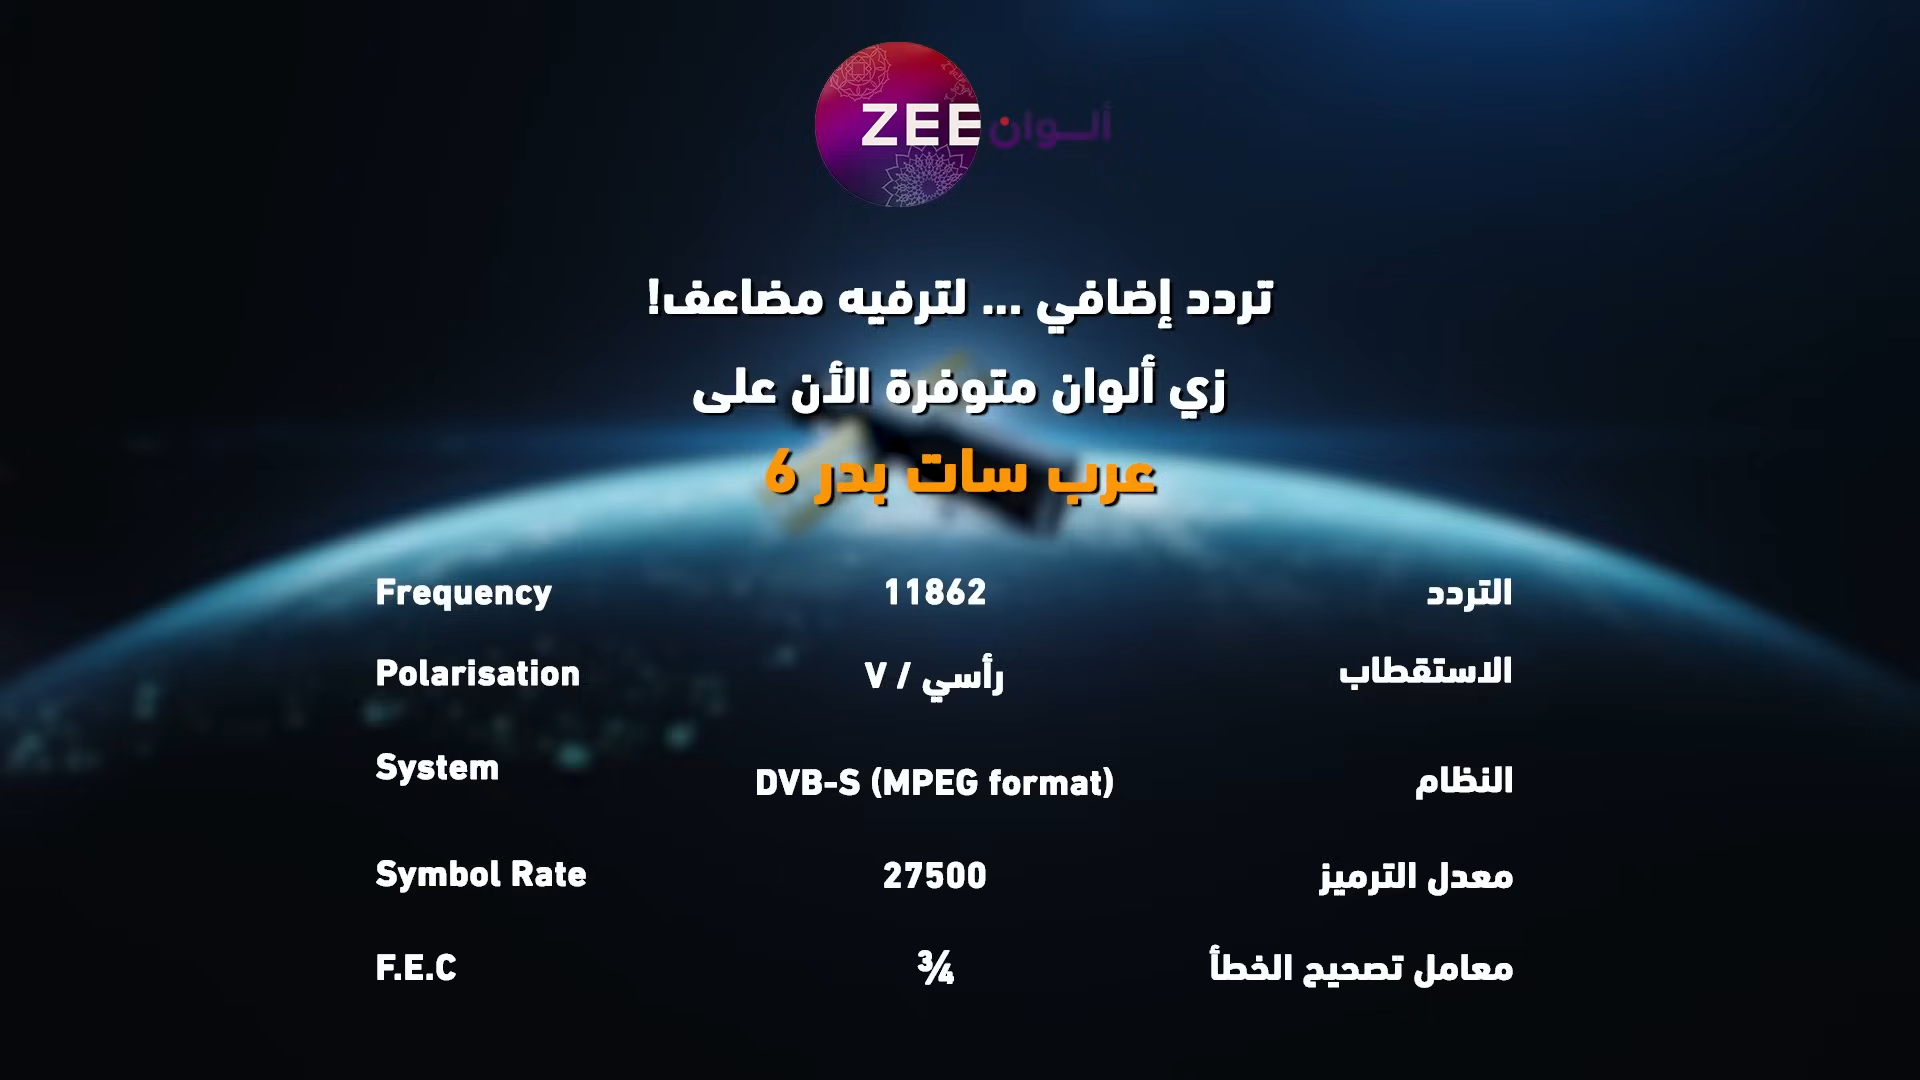 ZEE ألوان
تردد إضافي ... لترفيه مضاعف!
زي ألوان متوفرة الأن على
عرب سات بدر 6
Frequency 11862 التردد
Polarisation رأسي / V الاستقطاب
System DVB-S (MPEG format) النظام
Symbol Rate 27500 معدل الترميز
F.E.C ¾ معامل تصحيح الخطأ